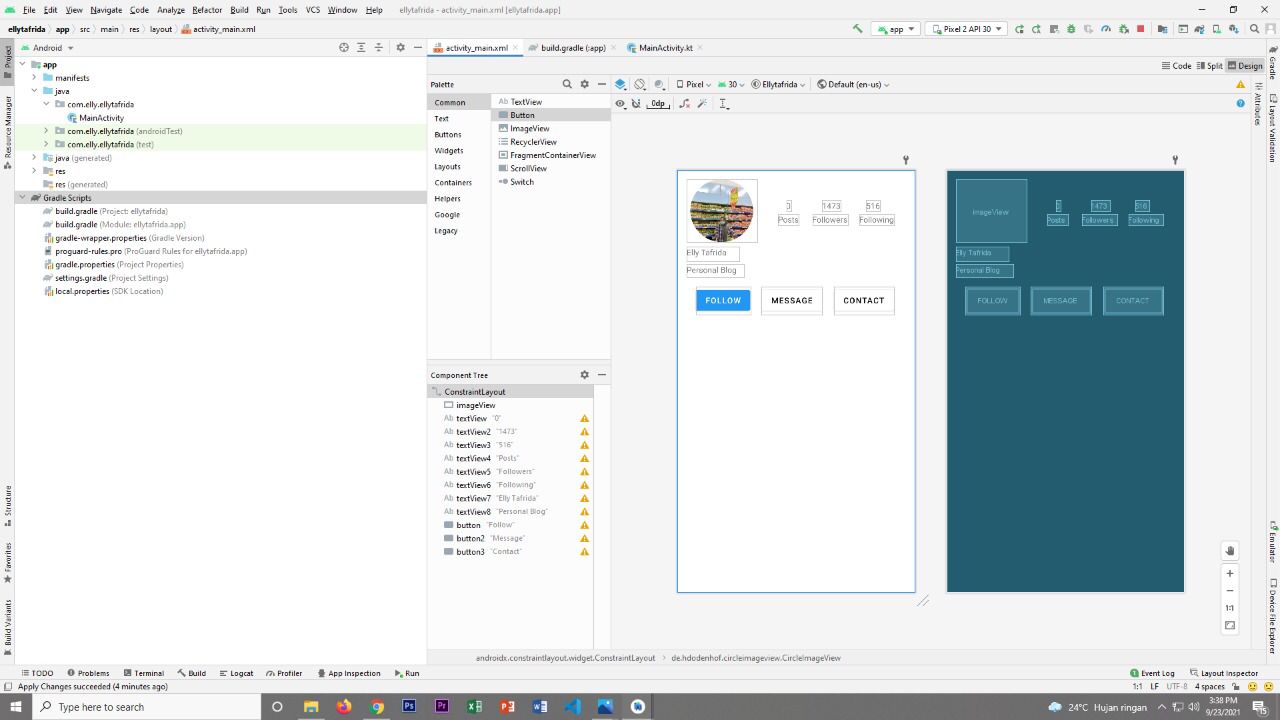 File Edit View Navigate Code Analyze Refactor Build Run Tools VCS Window Help ellytafrida - activity_main.xml [ellytafrida.app]
ellytafrida app src main res layout activity_main.xml app Pixel 2 API 30
Android
activity_main.xml build.gradle (:app) MainActivity.kt
Code Split Design
Project
Resource Manager
Structure
Favorites
Build Variants
app
manifests
java
com.elly.ellytafrida
MainActivity
com.elly.ellytafrida (androidTest)
com.elly.ellytafrida (test)
java (generated)
res
res (generated)
Gradle Scripts
build.gradle (Project: ellytafrida)
build.gradle (Module: ellytafrida.app)
gradle-wrapper.properties (Gradle Version)
proguard-rules.pro (ProGuard Rules for ellytafrida.app)
gradle.properties (Project Properties)
settings.gradle (Project Settings)
local.properties (SDK Location)
Palette
Common
Text
Buttons
Widgets
Layouts
Containers
Helpers
Google
Legacy
Ab TextView
Button
ImageView
RecyclerView
FragmentContainerView
ScrollView
Switch
Pixel 30 Ellytafrida Default (en-us)
0dp
Component Tree
ConstraintLayout
imageView
Ab textView "0"
Ab textView2 "1473"
Ab textView3 "516"
Ab textView4 "Posts"
Ab textView5 "Followers"
Ab textView6 "Following"
Ab textView7 "Elly Tafrida"
Ab textView8 "Personal Blog"
button "Follow"
button2 "Message"
button3 "Contact"
0 1473 516
Posts Followers Following
Elly Tafrida
Personal Blog
FOLLOW MESSAGE CONTACT
imageView
0 1473 516
Posts Followers Following
Elly Tafrida
Personal Blog
FOLLOW MESSAGE CONTACT
1:1
Gradle
Layout Validation
Attributes
Emulator
Device File Explorer
androidx.constraintlayout.widget.ConstraintLayout de.hdodenhof.circleimageview.CircleImageView
TODO Problems Terminal Build Logcat Profiler App Inspection Run Event Log Layout Inspector
Apply Changes succeeded (4 minutes ago) 1:1 LF UTF-8 4 spaces
Type here to search
24°C Hujan ringan
3:38 PM
9/23/2021
15